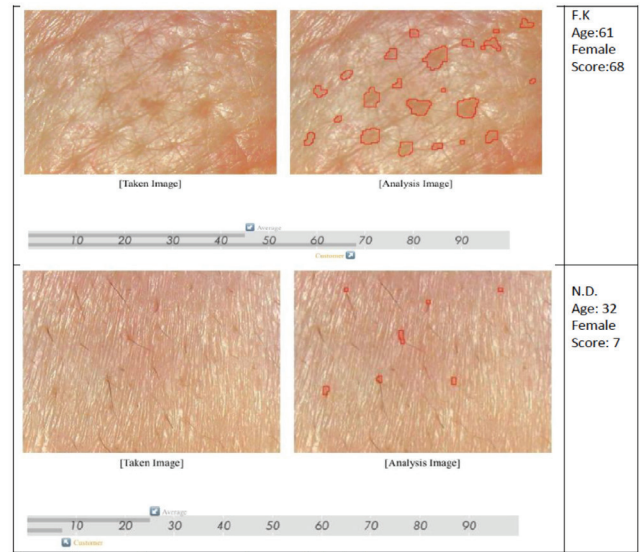 F.K
Age:61
Female
Score:68
[Taken Image]
[Analysis Image]
Average
10 20 30 40 50 60 70 80 90
Customer
N.D.
Age: 32
Female
Score: 7
[Taken Image]
[Analysis Image]
Average
10 20 30 40 50 60 70 80 90
Customer